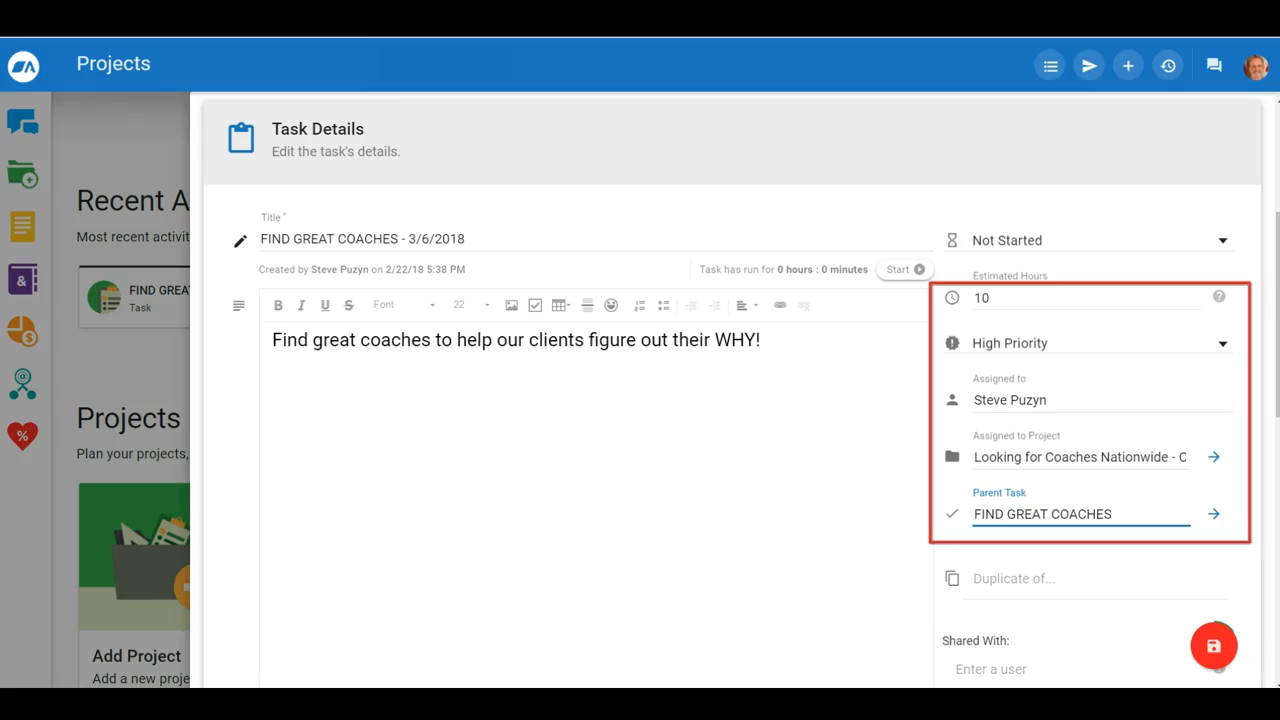 Projects
Recent A
Most recent activit
FIND GREA
Task
Projects
Plan your projects,
Add Project
Add a new proje
Task Details
Edit the task's details.
Title *
FIND GREAT COACHES - 3/6/2018
Created by Steve Puzyn on 2/22/18 5:38 PM
Task has run for 0 hours : 0 minutes
Start
B I U S Font 22
Find great coaches to help our clients figure out their WHY!
Not Started
Estimated Hours
10
High Priority
Assigned to
Steve Puzyn
Assigned to Project
Looking for Coaches Nationwide - C
Parent Task
FIND GREAT COACHES
Duplicate of...
Shared With:
Enter a user